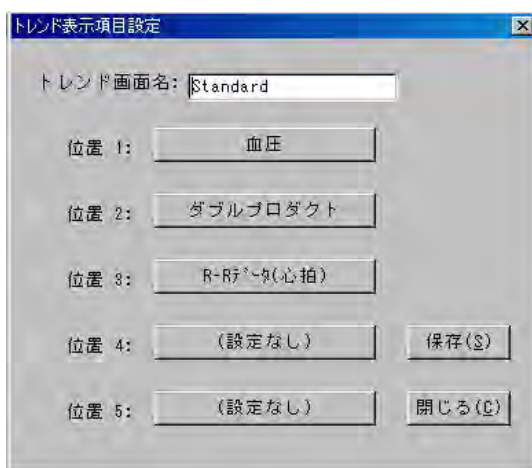 トレンド表示項目設定
トレンド画面名: Standard
位置 1: 血圧
位置 2: ダブルプロダクト
位置 3: R-Rﾃﾞｰﾀ(心拍)
位置 4: (設定なし) 保存(S)
位置 5: (設定なし) 閉じる(C)